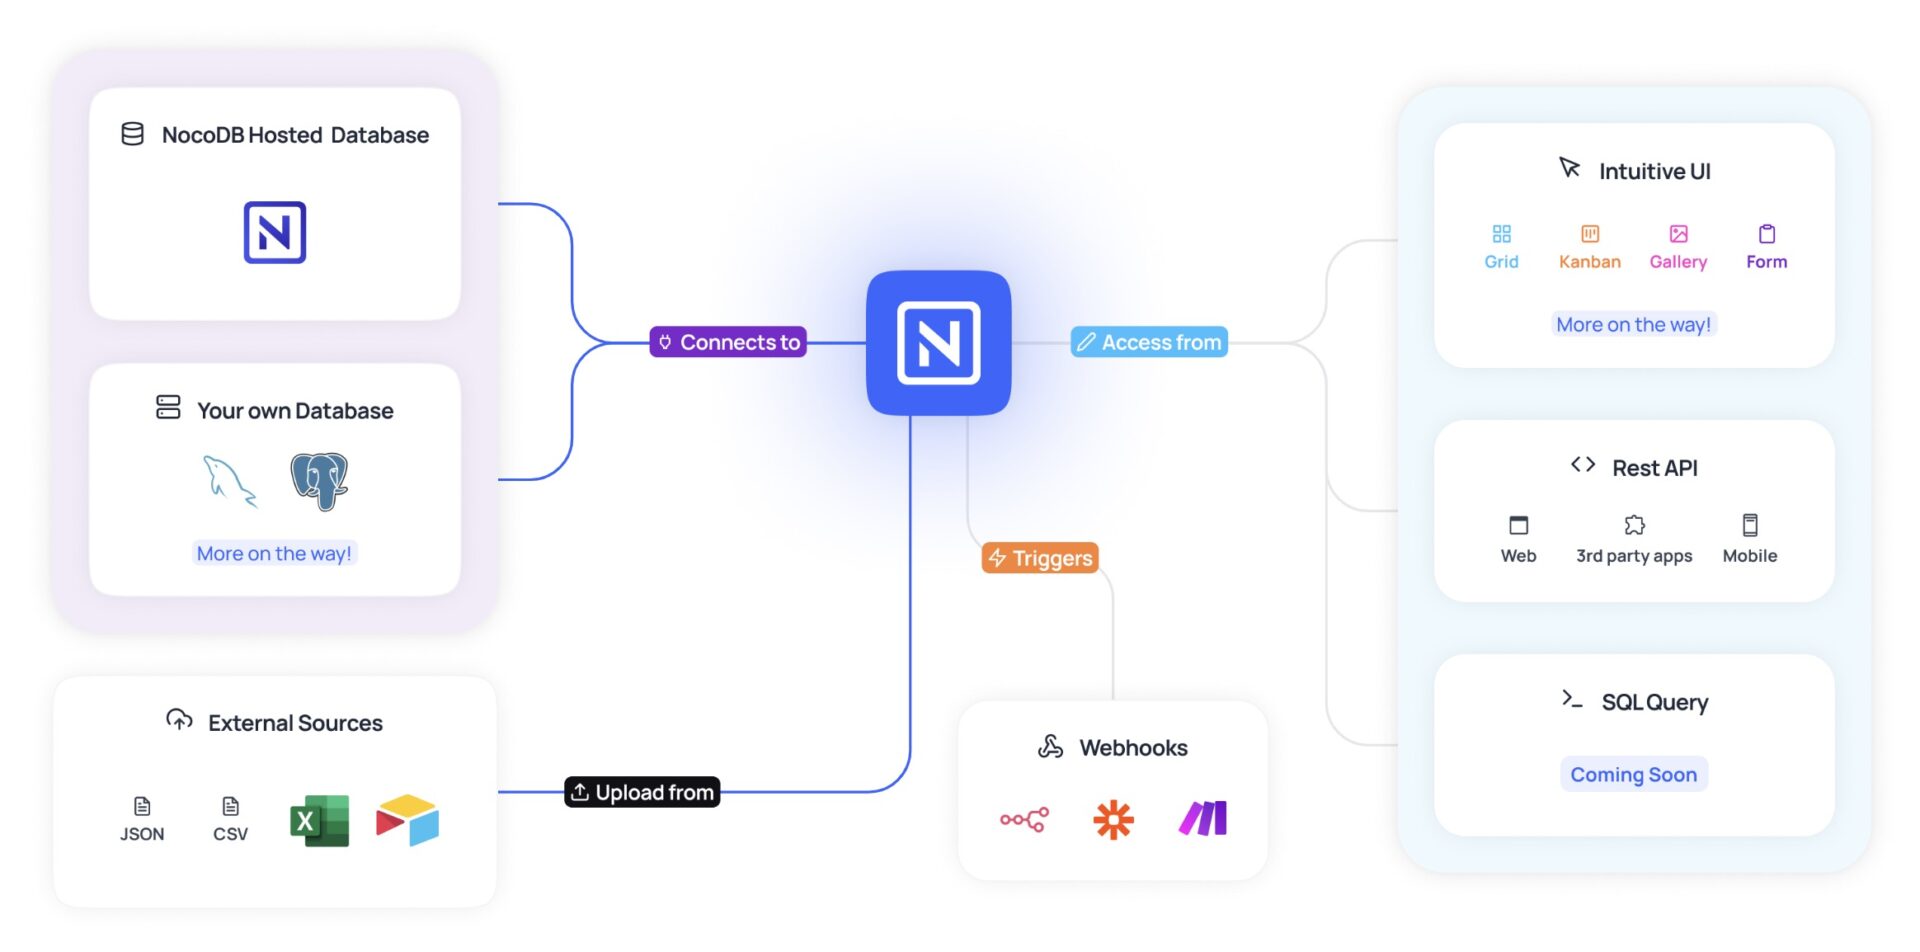 NocoDB Hosted Database
N
Your own Database
More on the way!
External Sources
JSON
CSV
X
Connects to
N
Access from
Triggers
Upload from
Webhooks
Intuitive UI
Grid Kanban Gallery Form
More on the way!
Rest API
Web 3rd party apps Mobile
SQL Query
Coming Soon